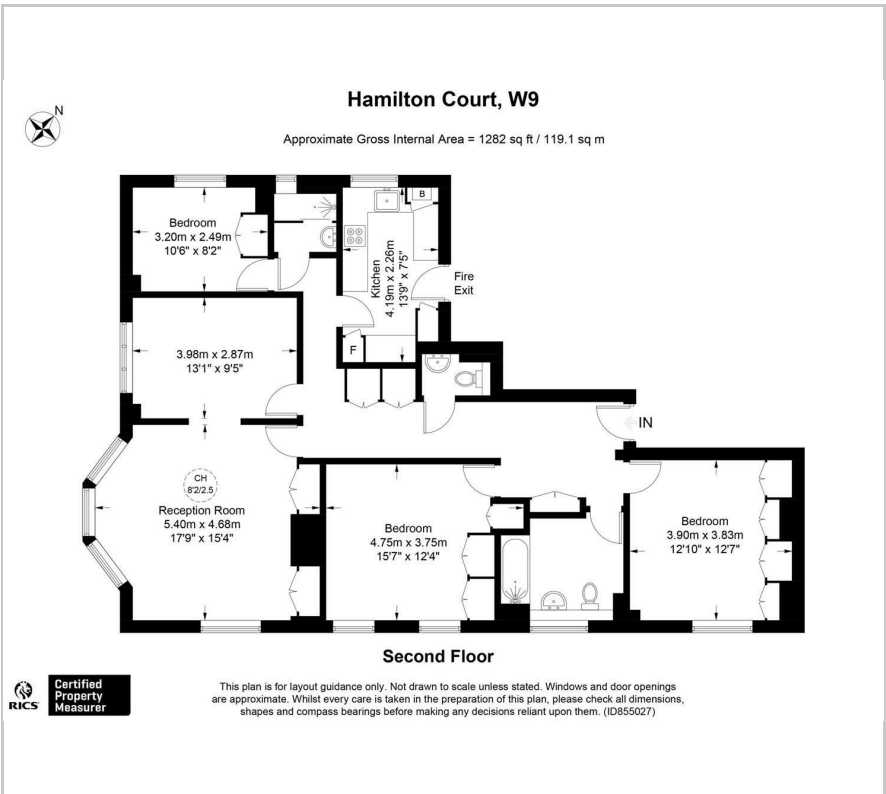 Hamilton Court, W9
Approximate Gross Internal Area = 1282 sq ft / 119.1 sq m
N
Bedroom
3.20m x 2.49m
10'6" x 8'2"
B
Kitchen
4.19m x 2.26m
13'9" x 7'5"
Fire
Exit
F
3.98m x 2.87m
13'1" x 9'5"
IN
CH
8'2/2.5
Reception Room
5.40m x 4.68m
17'9" x 15'4"
Bedroom
4.75m x 3.75m
15'7" x 12'4"
Bedroom
3.90m x 3.83m
12'10" x 12'7"
Second Floor
RICS
Certified
Property
Measurer
This plan is for layout guidance only. Not drawn to scale unless stated. Windows and door openings
are approximate. Whilst every care is taken in the preparation of this plan, please check all dimensions,
shapes and compass bearings before making any decisions reliant upon them. (ID855027)